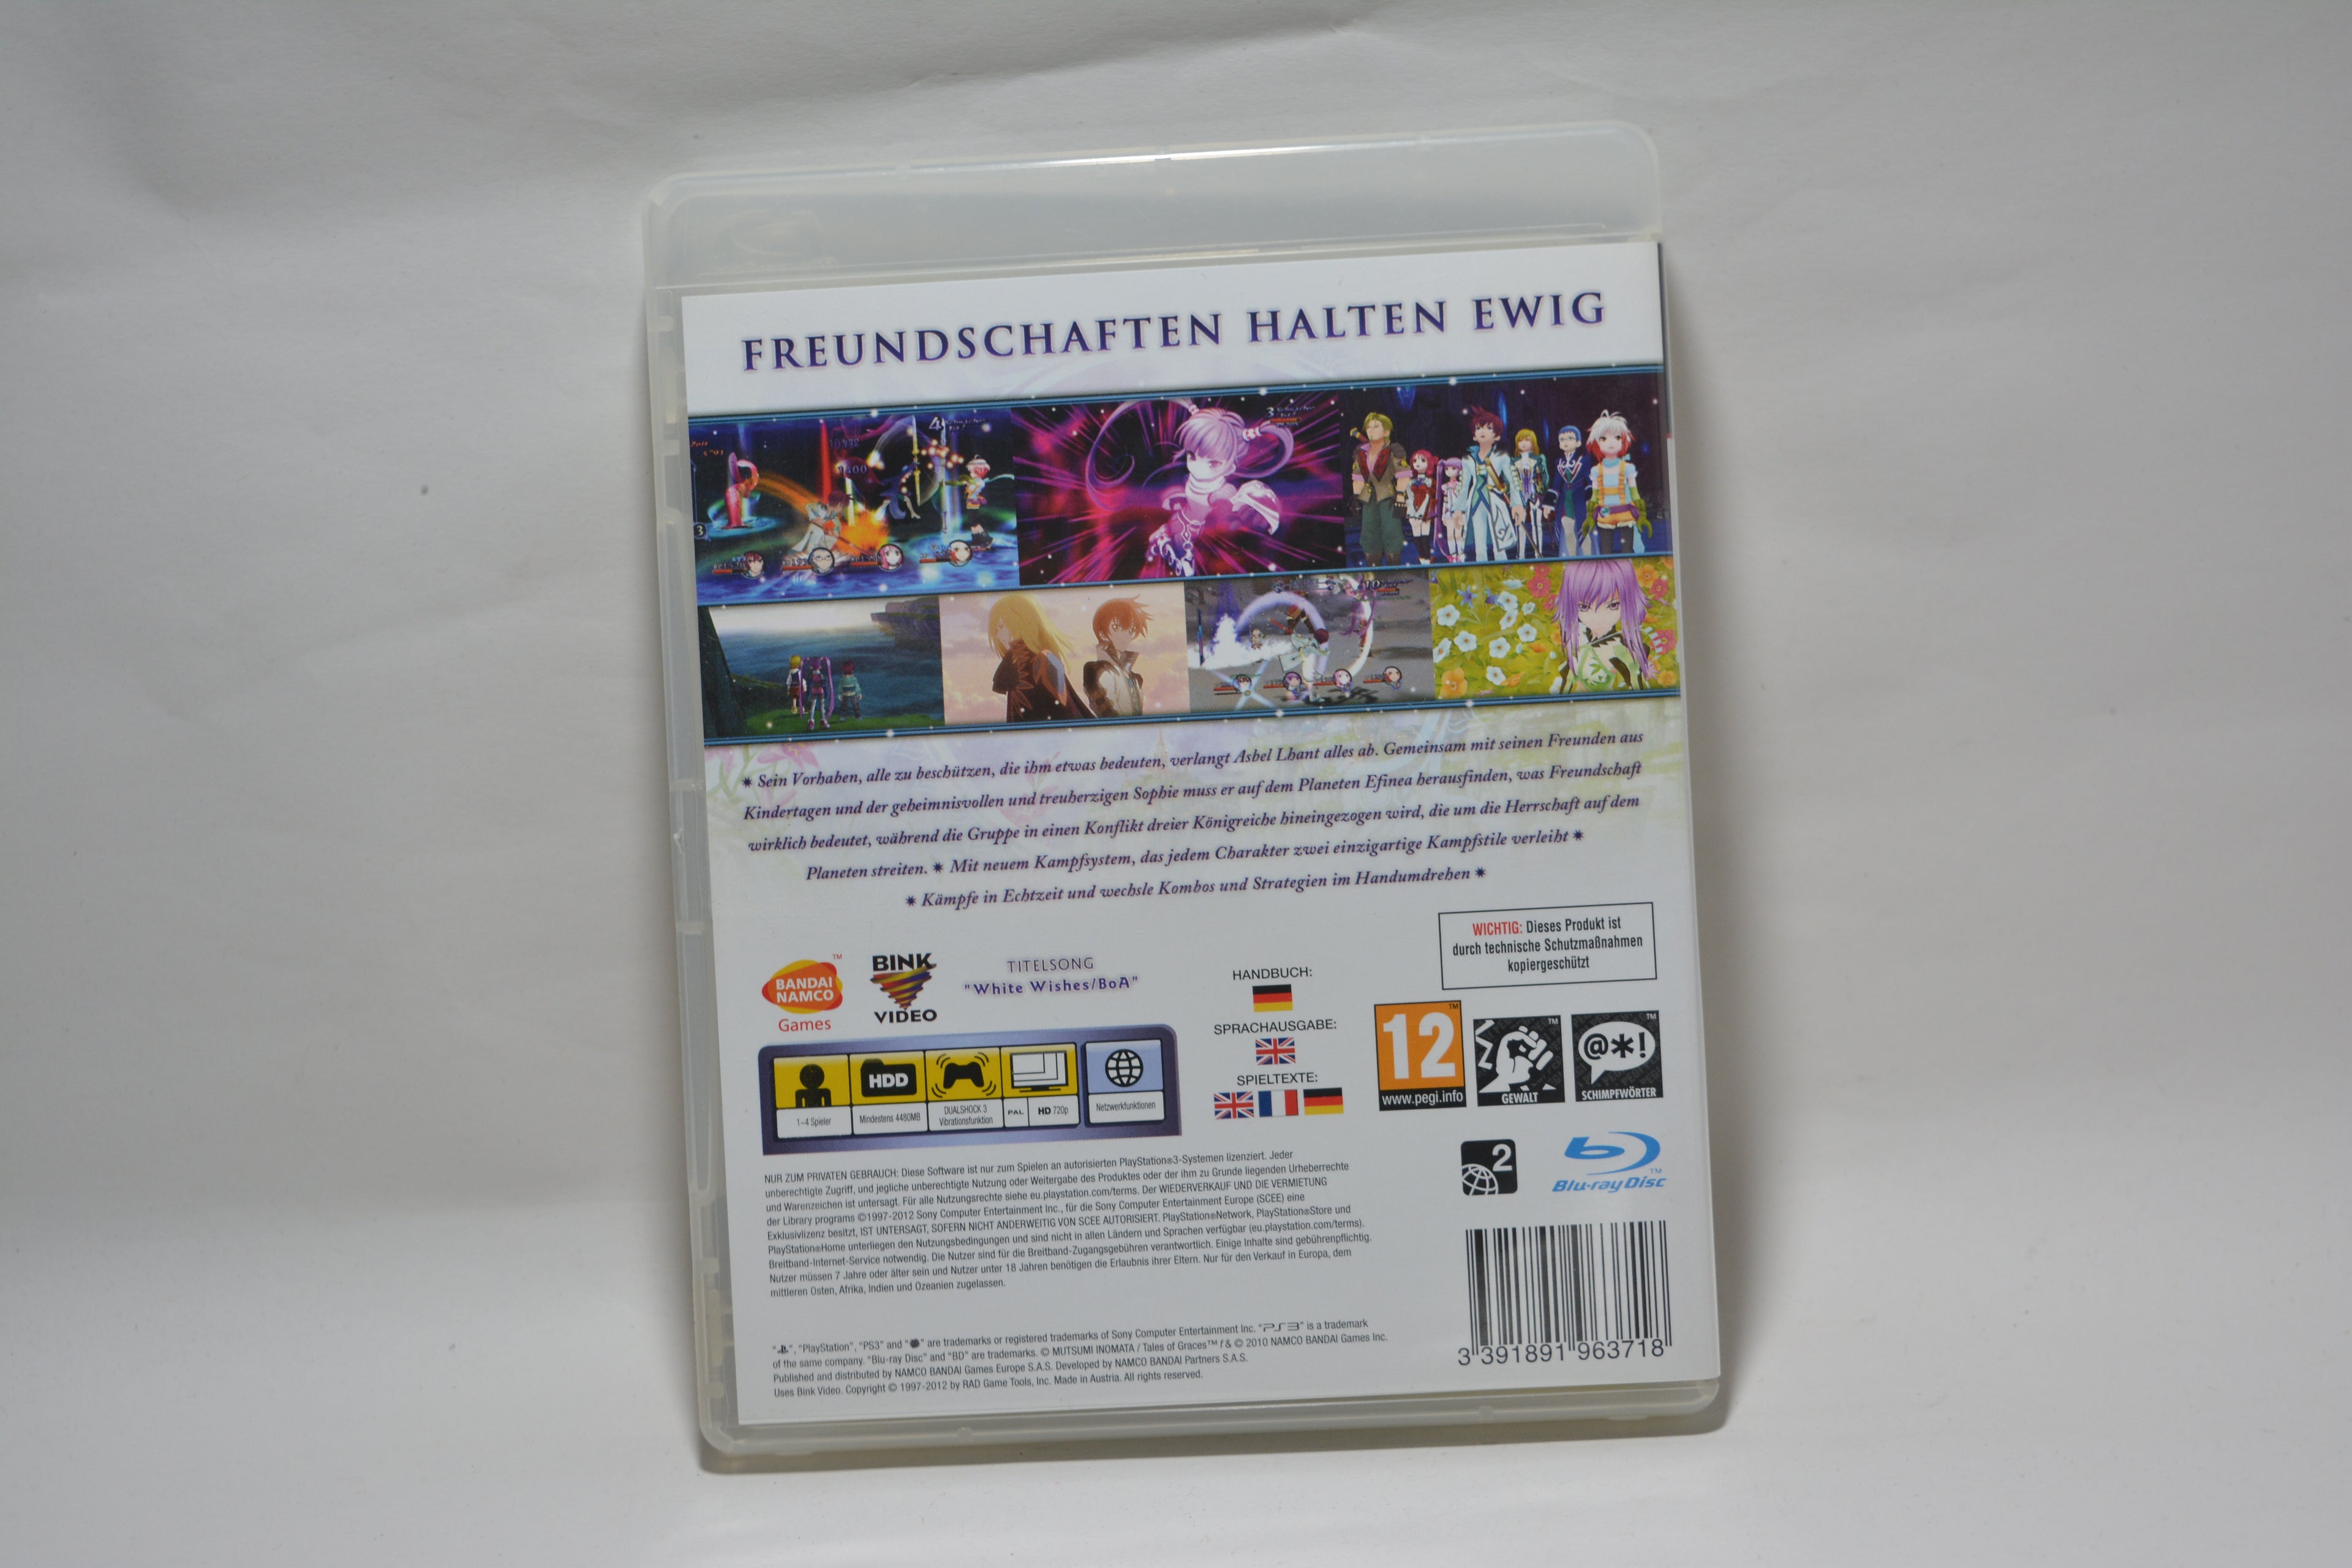 FREUNDSCHAFTEN HALTEN EWIG
✷ Sein Vorhaben, alle zu beschützen, die ihm etwas bedeuten, verlangt Asbel Lhant alles ab. Gemeinsam mit seinen Freunden aus
Kindertagen und der geheimnisvollen und treuherzigen Sophie muss er auf dem Planeten Efinea herausfinden, was Freundschaft
wirklich bedeutet, während die Gruppe in einen Konflikt dreier Königreiche hineingezogen wird, die um die Herrschaft auf dem
Planeten streiten. ✷ Mit neuem Kampfsystem, das jedem Charakter zwei einzigartige Kampfstile verleiht ✷
✷ Kämpfe in Echtzeit und wechsle Kombos und Strategien im Handumdrehen ✷
WICHTIG: Dieses Produkt ist
durch technische Schutzmaßnahmen
kopiergeschützt
BANDAI
NAMCO
Games
TM
BINK
VIDEO
TITELSONG
"White Wishes/BoA"
HANDBUCH:
SPRACHAUSGABE:
SPIELTEXTE:
HDD
1-4 Spieler
Mindestens 4480MB
DUALSHOCK 3
Vibrationsfunktion
PAL
HD 720p
Netzwerkfunktionen
12
www.pegi.info
GEWALT
@*!
SCHIMPFWÖRTER
2
Blu-ray Disc
NUR ZUM PRIVATEN GEBRAUCH: Diese Software ist nur zum Spielen an autorisierten PlayStation®3-Systemen lizenziert. Jeder
unberechtigte Zugriff, und jegliche unberechtigte Nutzung oder Weitergabe des Produktes oder der ihm zu Grunde liegenden Urheberrechte
und Warenzeichen ist untersagt. Für alle Nutzungsrechte siehe eu.playstation.com/terms. Der WIEDERVERKAUF UND DIE VERMIETUNG
der Library programs ©1997-2012 Sony Computer Entertainment Inc., für die Sony Computer Entertainment Europe (SCEE) eine
Exklusivlizenz besitzt, IST UNTERSAGT, SOFERN NICHT ANDERWEITIG VON SCEE AUTORISIERT. PlayStation®Network, PlayStation®Store und
PlayStation®Home unterliegen den Nutzungsbedingungen und sind nicht in allen Ländern und Sprachen verfügbar (eu.playstation.com/terms).
Breitband-Internet-Service notwendig. Die Nutzer sind für die Breitband-Zugangsgebühren verantwortlich. Einige Inhalte sind gebührenpflichtig.
Nutzer müssen 7 Jahre oder älter sein und Nutzer unter 18 Jahren benötigen die Erlaubnis ihrer Eltern. Nur für den Verkauf in Europa, dem
mittleren Osten, Afrika, Indien und Ozeanien zugelassen.
"PlayStation", "PS3" and " " are trademarks or registered trademarks of Sony Computer Entertainment Inc. "PS3" is a trademark
of the same company. "Blu-ray Disc" and "BD" are trademarks. © MUTSUMI INOMATA / Tales of Graces™ f & © 2010 NAMCO BANDAI Games Inc.
Published and distributed by NAMCO BANDAI Games Europe S.A.S. Developed by NAMCO BANDAI Partners S.A.S.
Uses Bink Video. Copyright © 1997-2012 by RAD Game Tools, Inc. Made in Austria. All rights reserved.
3 391891 963718